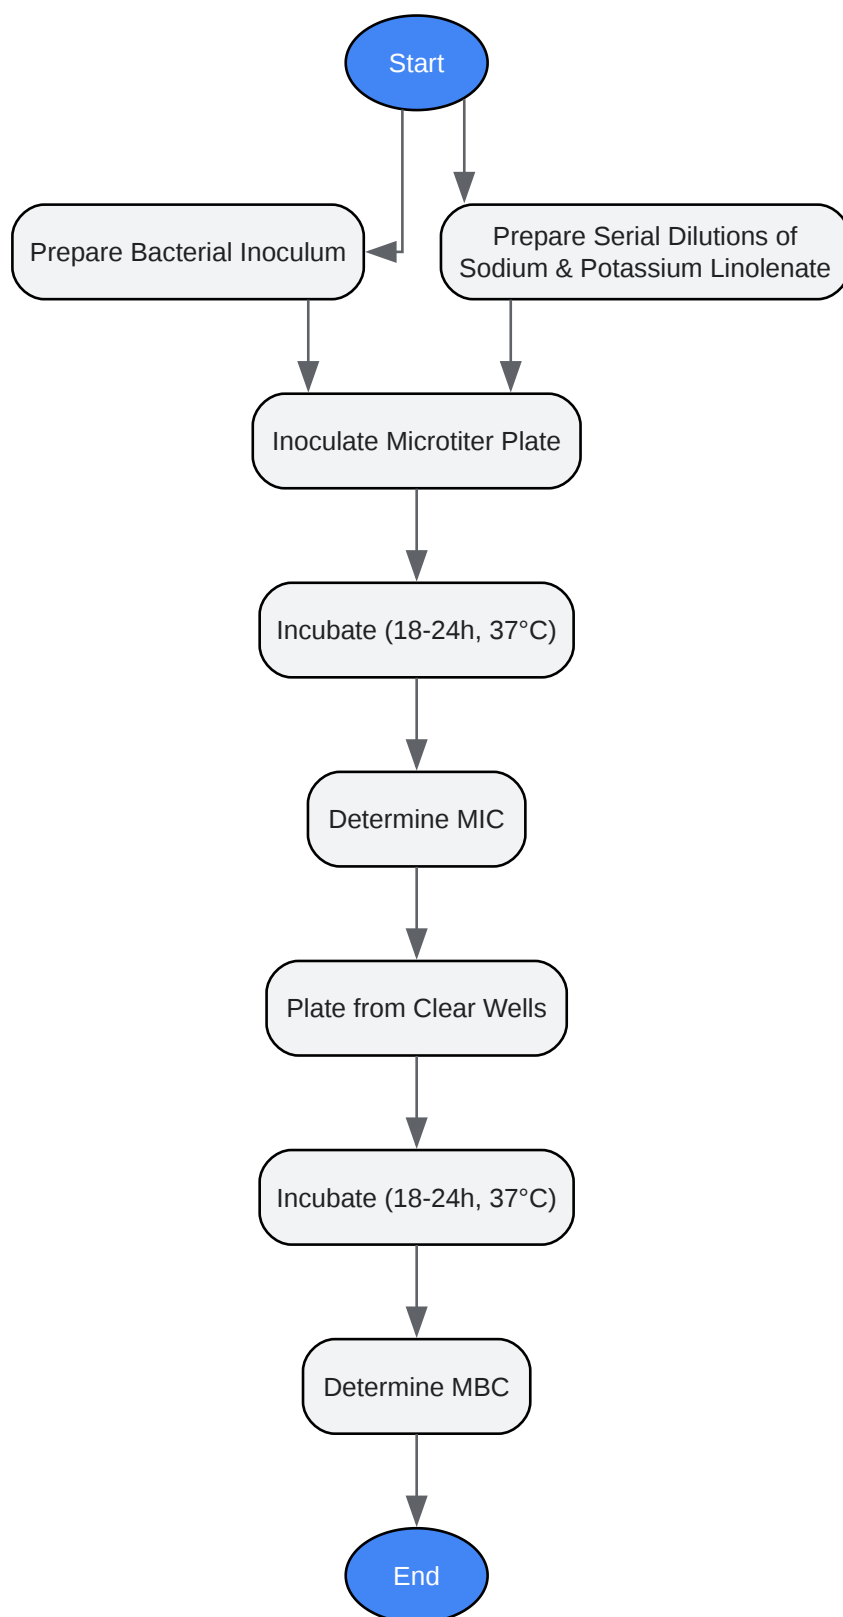 Start
Prepare Bacterial Inoculum
Prepare Serial Dilutions of
Sodium & Potassium Linolenate
Inoculate Microtiter Plate
Incubate (18-24h, 37°C)
Determine MIC
Plate from Clear Wells
Incubate (18-24h, 37°C)
Determine MBC
End